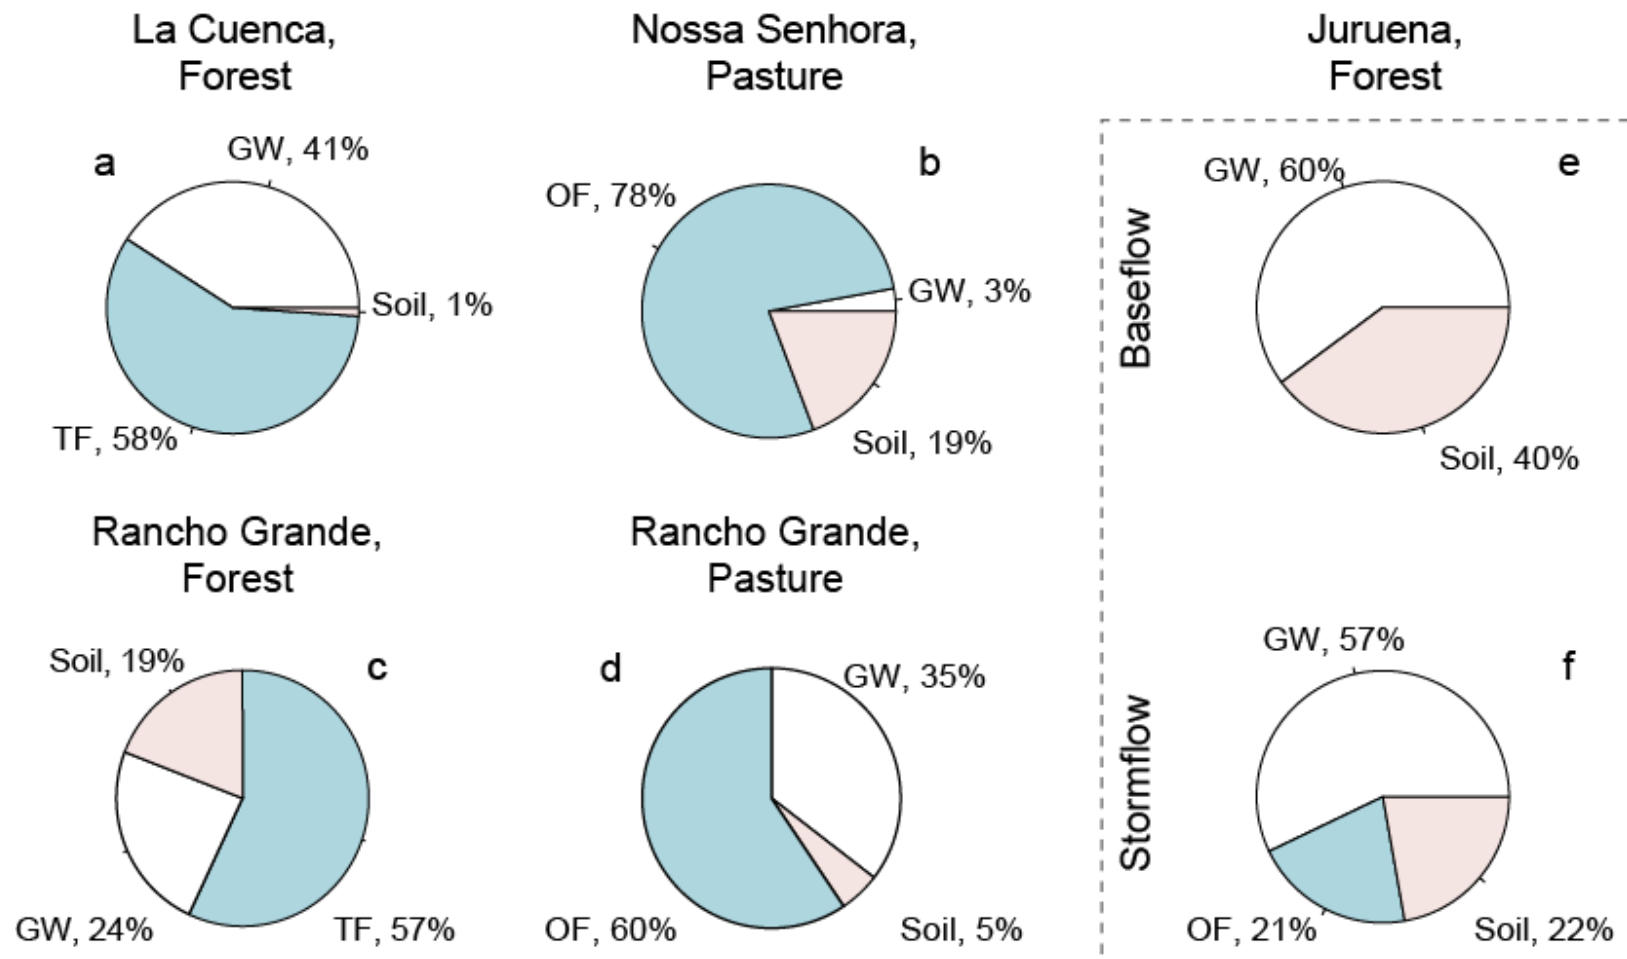 La Cuenca,
Forest
a
GW, 41%
Soil, 1%
TF, 58%
Nossa Senhora,
Pasture
b
OF, 78%
GW, 3%
Soil, 19%
Juruena,
Forest
Baseflow
e
GW, 60%
Soil, 40%
Rancho Grande,
Forest
c
Soil, 19%
GW, 24%
TF, 57%
Rancho Grande,
Pasture
d
GW, 35%
OF, 60%
Soil, 5%
Stormflow
f
GW, 57%
OF, 21%
Soil, 22%